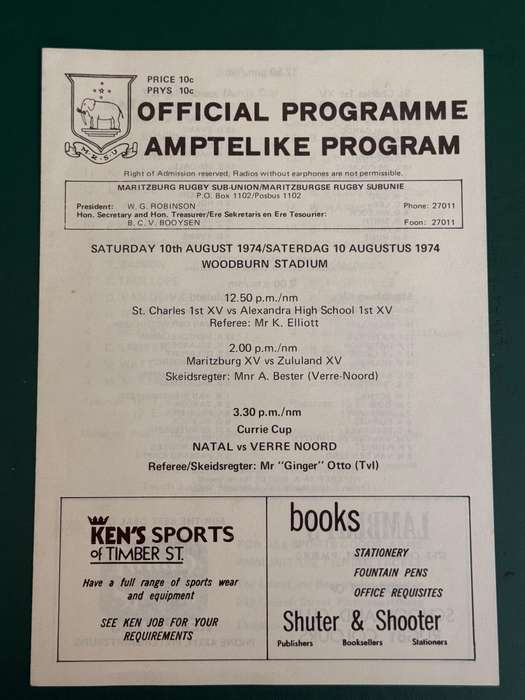 PRICE 10c
PRYS 10c
OFFICIAL PROGRAMME
AMPTELIKE PROGRAM
M.R.S.U.
Right of Admission reserved, Radios without earphones are not permissible.
MARITZBURG RUGBY SUB-UNION/MARITZBURGSE RUGBY SUBUNIE
P.O. Box 1102/Posbus 1102
President: W. G. ROBINSON Phone: 27011
Hon. Secretary and Hon. Treasurer/Ere Sekretaris en Ere Tesourier:
B. C. V. BOOYSEN Foon: 27011
SATURDAY 10th AUGUST 1974/SATERDAG 10 AUGUSTUS 1974
WOODBURN STADIUM
12.50 p.m./nm
St. Charles 1st XV vs Alexandra High School 1st XV
Referee: Mr K. Elliott
2.00 p.m./nm
Maritzburg XV vs Zululand XV
Skeidsregter: Mnr A. Bester (Verre-Noord)
3.30 p.m./nm
Currie Cup
NATAL vs VERRE NOORD
Referee/Skeidsregter: Mr "Ginger" Otto (Tvl)
KEN'S SPORTS
of TIMBER ST.
Have a full range of sports wear
and equipment
SEE KEN JOB FOR YOUR
REQUIREMENTS
books
STATIONERY
FOUNTAIN PENS
OFFICE REQUISITES
Shuter & Shooter
Publishers Booksellers Stationers